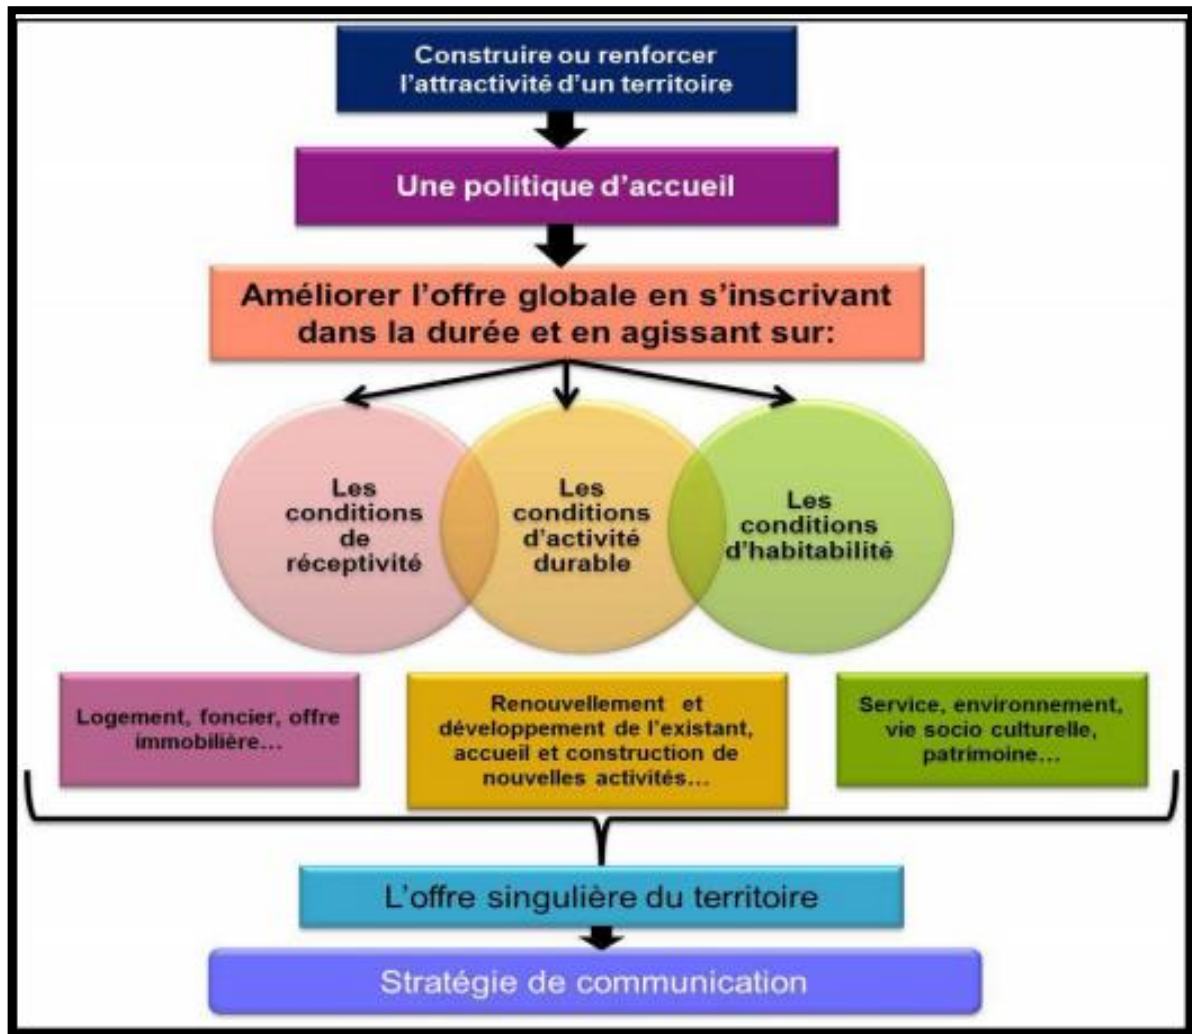 Construire ou renforcer
l'attractivité d'un territoire
Une politique d'accueil
Améliorer l'offre globale en s'inscrivant
dans la durée et en agissant sur:
Les
conditions
de
réceptivité
Les
conditions
d'activité
durable
Les
conditions
d'habitabilité
Logement, foncier, offre
immobilière...
Renouvellement et
développement de l'existant,
accueil et construction de
nouvelles activités...
Service, environnement,
vie socio culturelle,
patrimoine...
L'offre singulière du territoire
Stratégie de communication